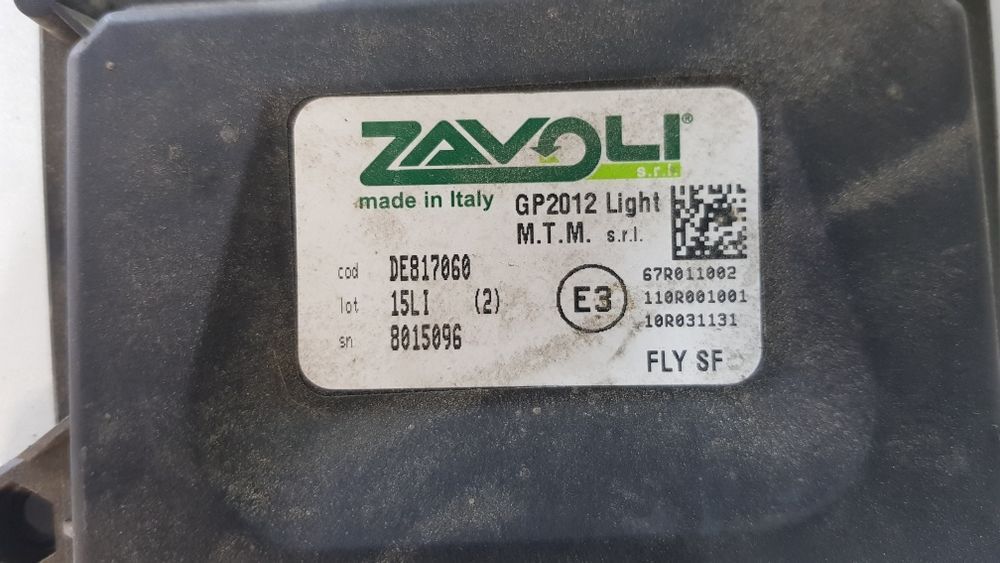 ZAVOLI®
s.r.l.
made in Italy
GP2012 Light
M.T.M. s.r.l.
cod DE817060
lot 15LI (2)
sn 8015096
E3
67R011002
110R001001
10R031131
FLY SF